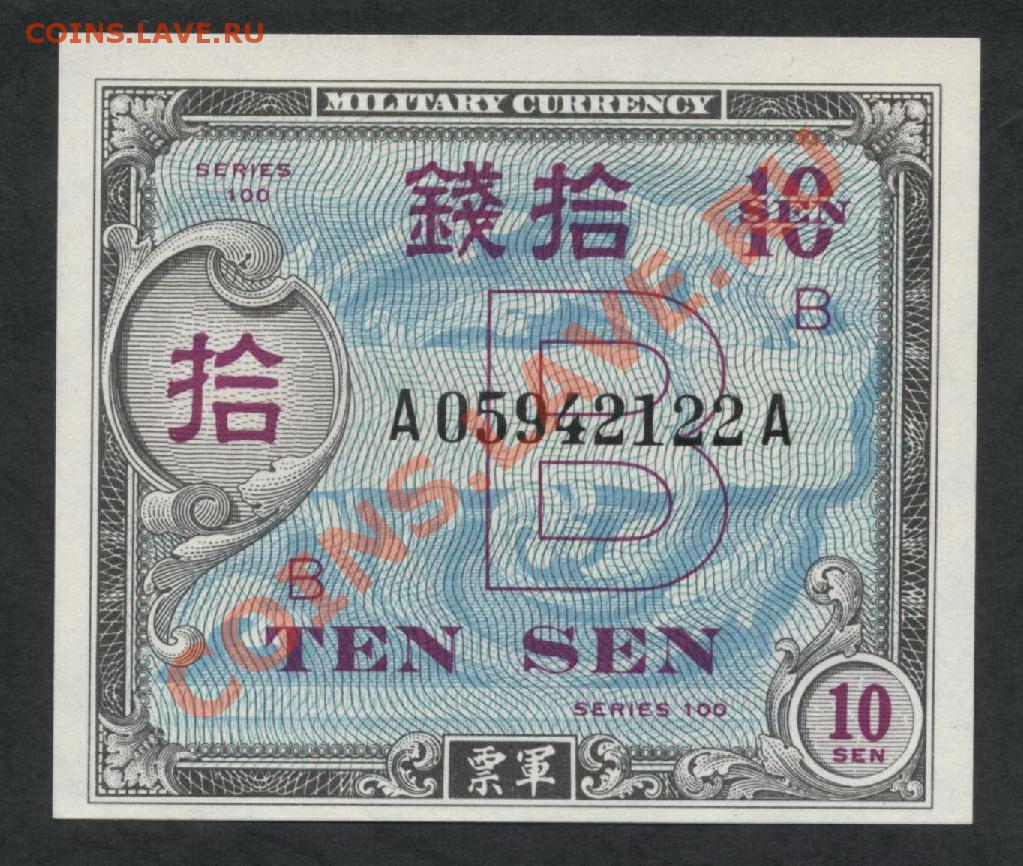 COINS.LAVE.RU
MILITARY CURRENCY
SERIES
100
錢拾
10
SEN
10
B
拾
B
A05942122A
B
TEN SEN
SERIES 100
10
SEN
票軍
COINS.LAVE.RU